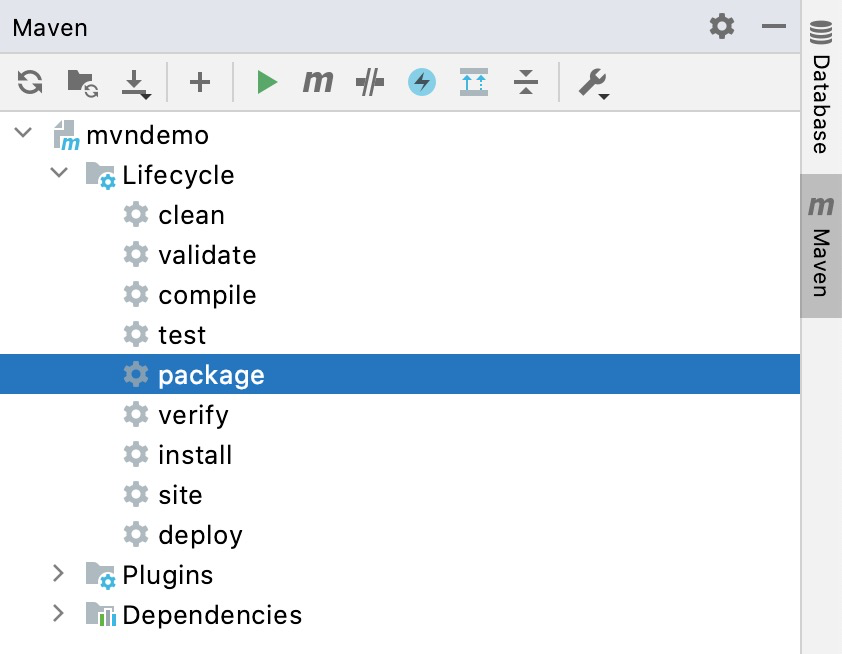 Maven
m
mvndemo
Lifecycle
clean
validate
compile
test
package
verify
install
site
deploy
Plugins
Dependencies
Database
m
Maven